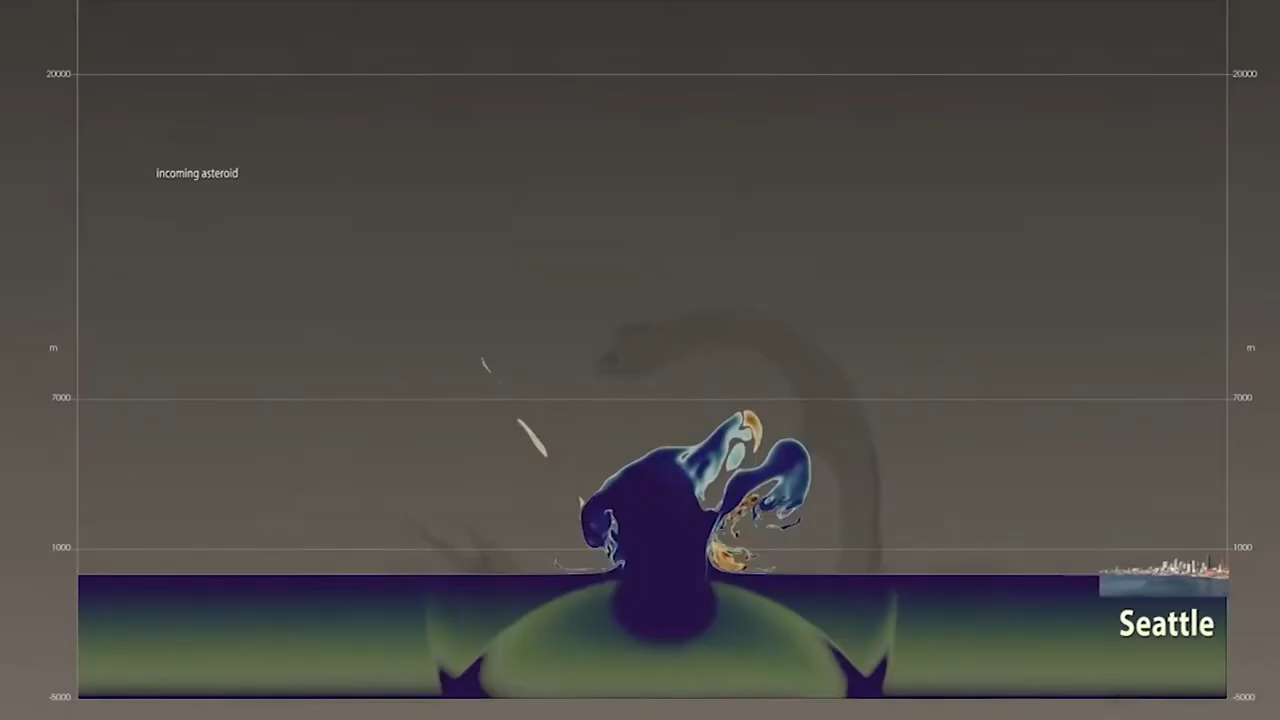 20000 20000
incoming asteroid
m m
7000 7000
1000 1000
Seattle
-5000 -5000